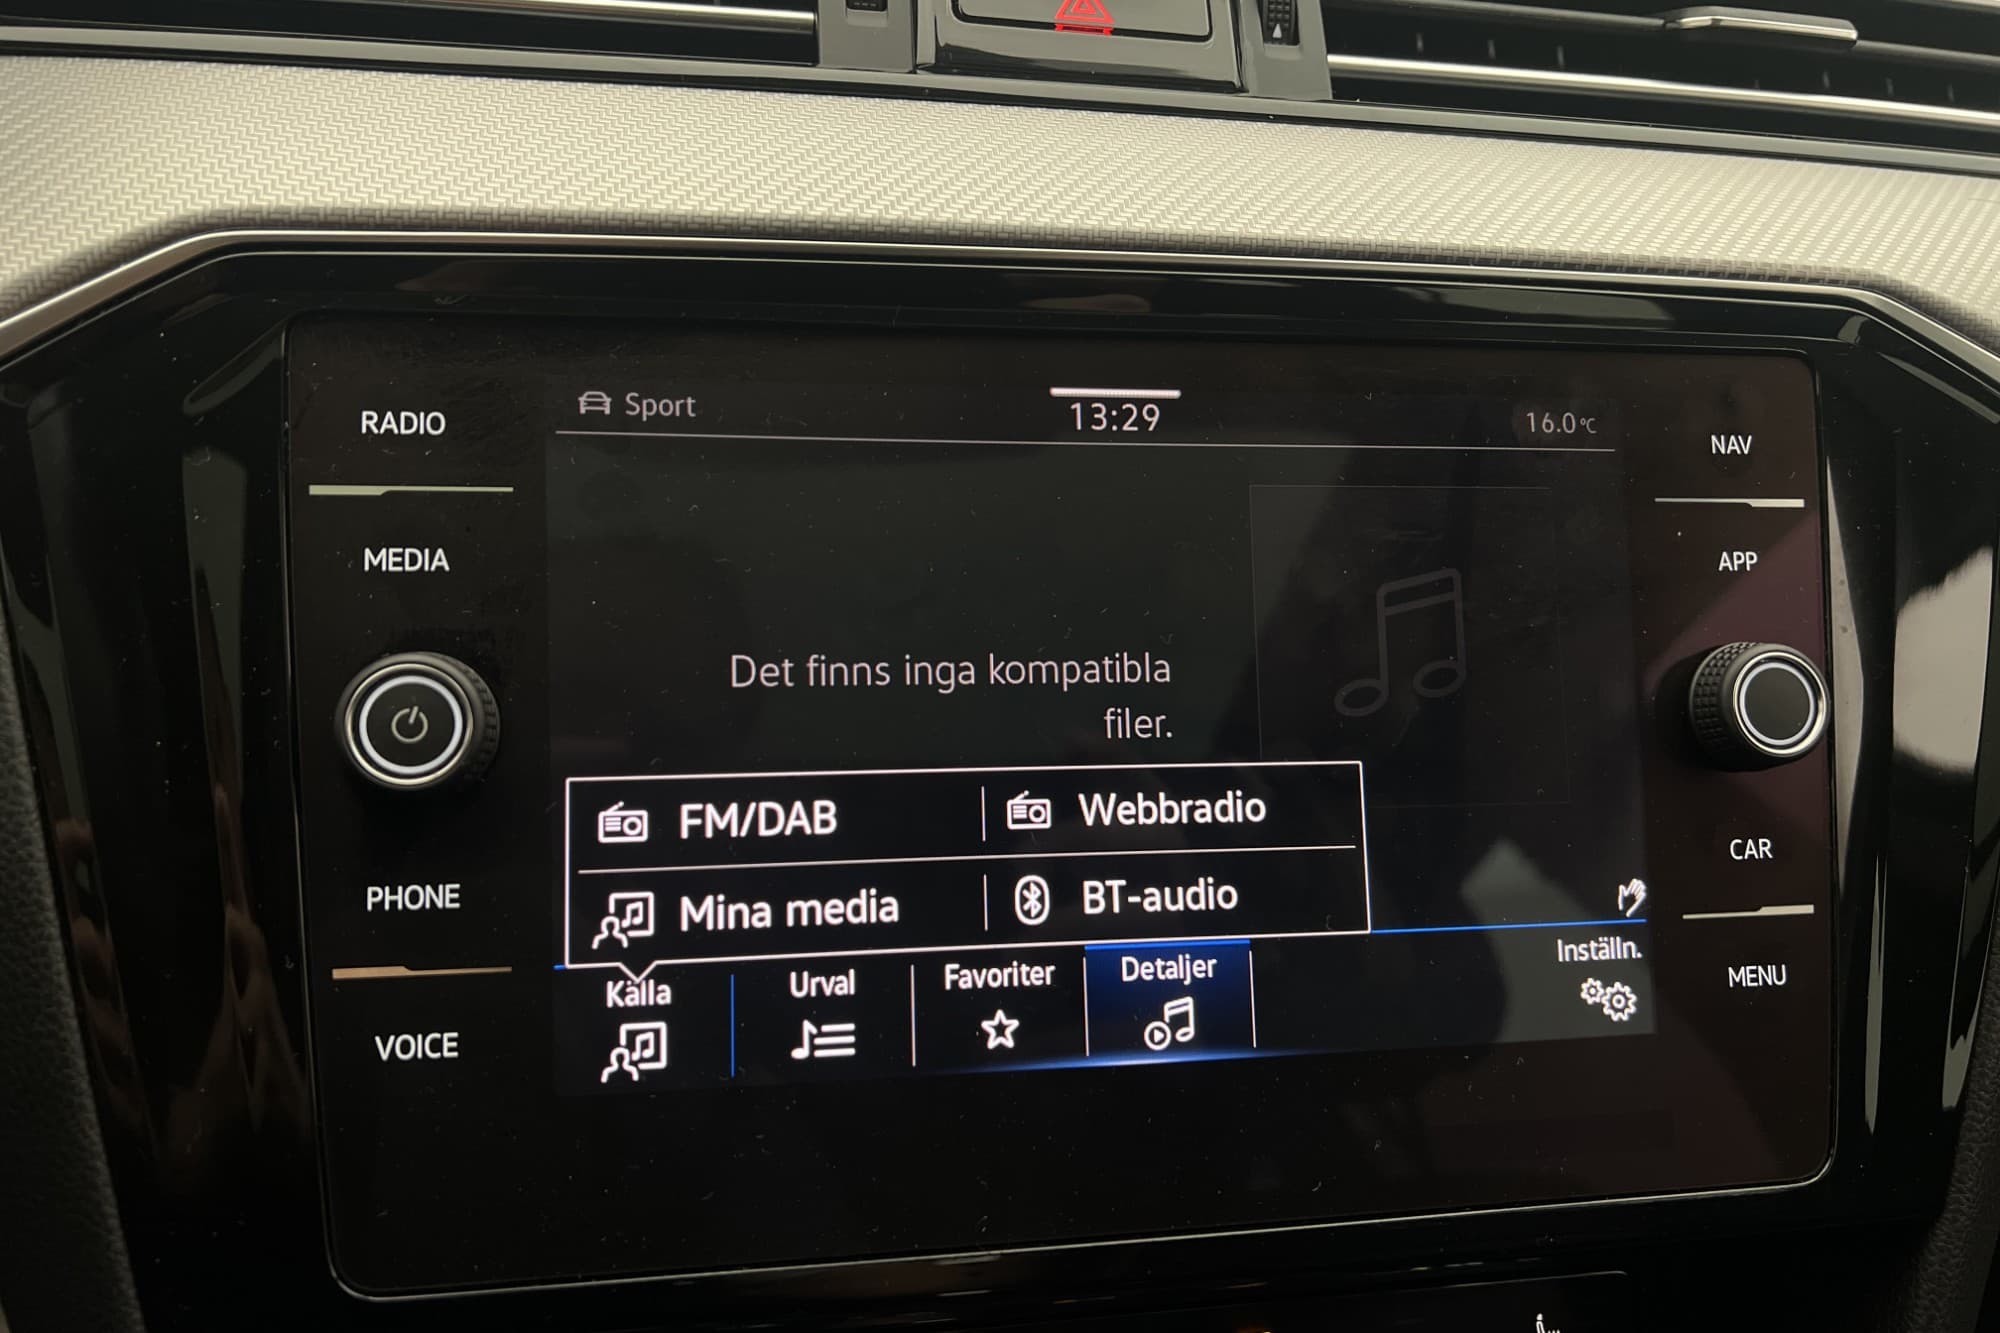 Sport
13:29
16.0°C
RADIO
MEDIA
PHONE
VOICE
Det finns inga kompatibla
filer.
FM/DAB
Webbradio
Mina media
BT-audio
Källa
Urval
Favoriter
Detaljer
Inställn.
NAV
APP
CAR
MENU